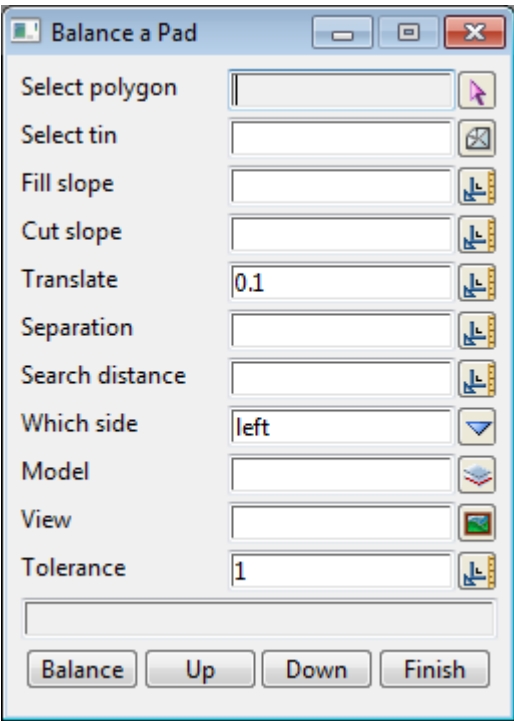 Balance a Pad
Select polygon
Select tin
Fill slope
Cut slope
Translate 0.1
Separation
Search distance
Which side left
Model
View
Tolerance 1
Balance Up Down Finish